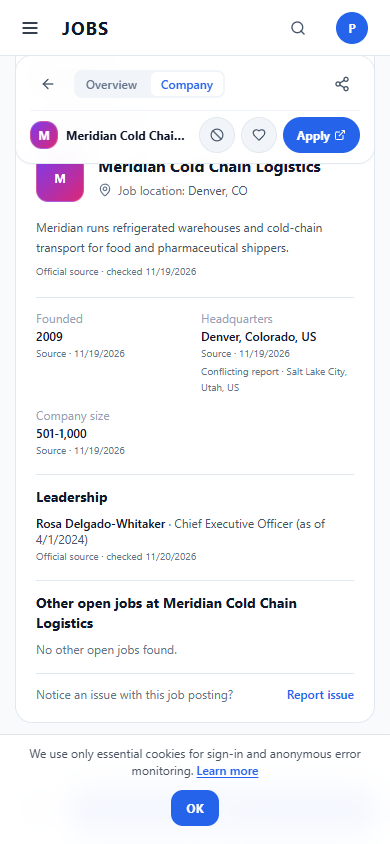 JOBS
P
Overview
Company
M
Meridian Cold Chai...
Apply
M
Meridian Cold Chain Logistics
Job location: Denver, CO
Meridian runs refrigerated warehouses and cold-chain
transport for food and pharmaceutical shippers.
Official source · checked 11/19/2026
Founded
2009
Source · 11/19/2026
Headquarters
Denver, Colorado, US
Source · 11/19/2026
Conflicting report · Salt Lake City,
Utah, US
Company size
501-1,000
Source · 11/19/2026
Leadership
Rosa Delgado-Whitaker · Chief Executive Officer (as of
4/1/2024)
Official source · checked 11/20/2026
Other open jobs at Meridian Cold Chain
Logistics
No other open jobs found.
Notice an issue with this job posting?
Report issue
We use only essential cookies for sign-in and anonymous error
monitoring. Learn more
OK